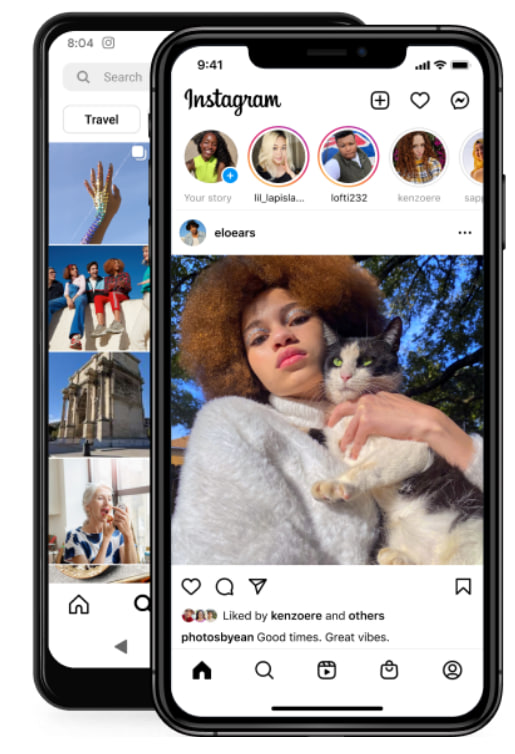 8:04
Search
Travel
9:41
Instagram
Your story
lil_lapisla...
lofti232
kenzoere
eloears
Liked by kenzoere and others
photosbyean Good times. Great vibes.